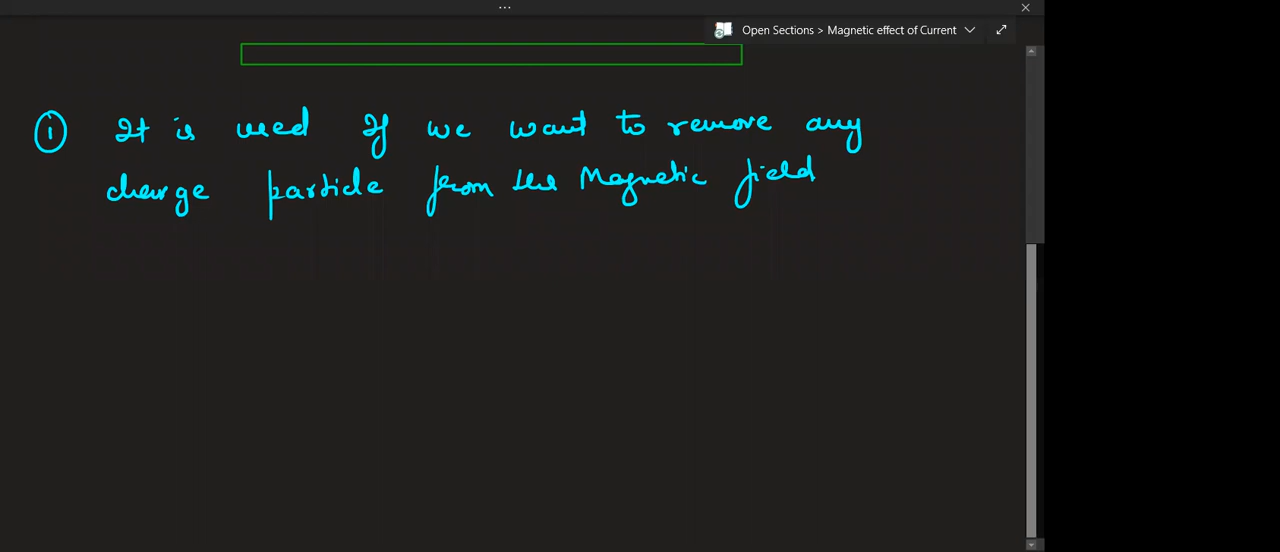 Open Sections > Magnetic effect of Current
① It is used If we want to remove any
charge particle from the Magnetic field